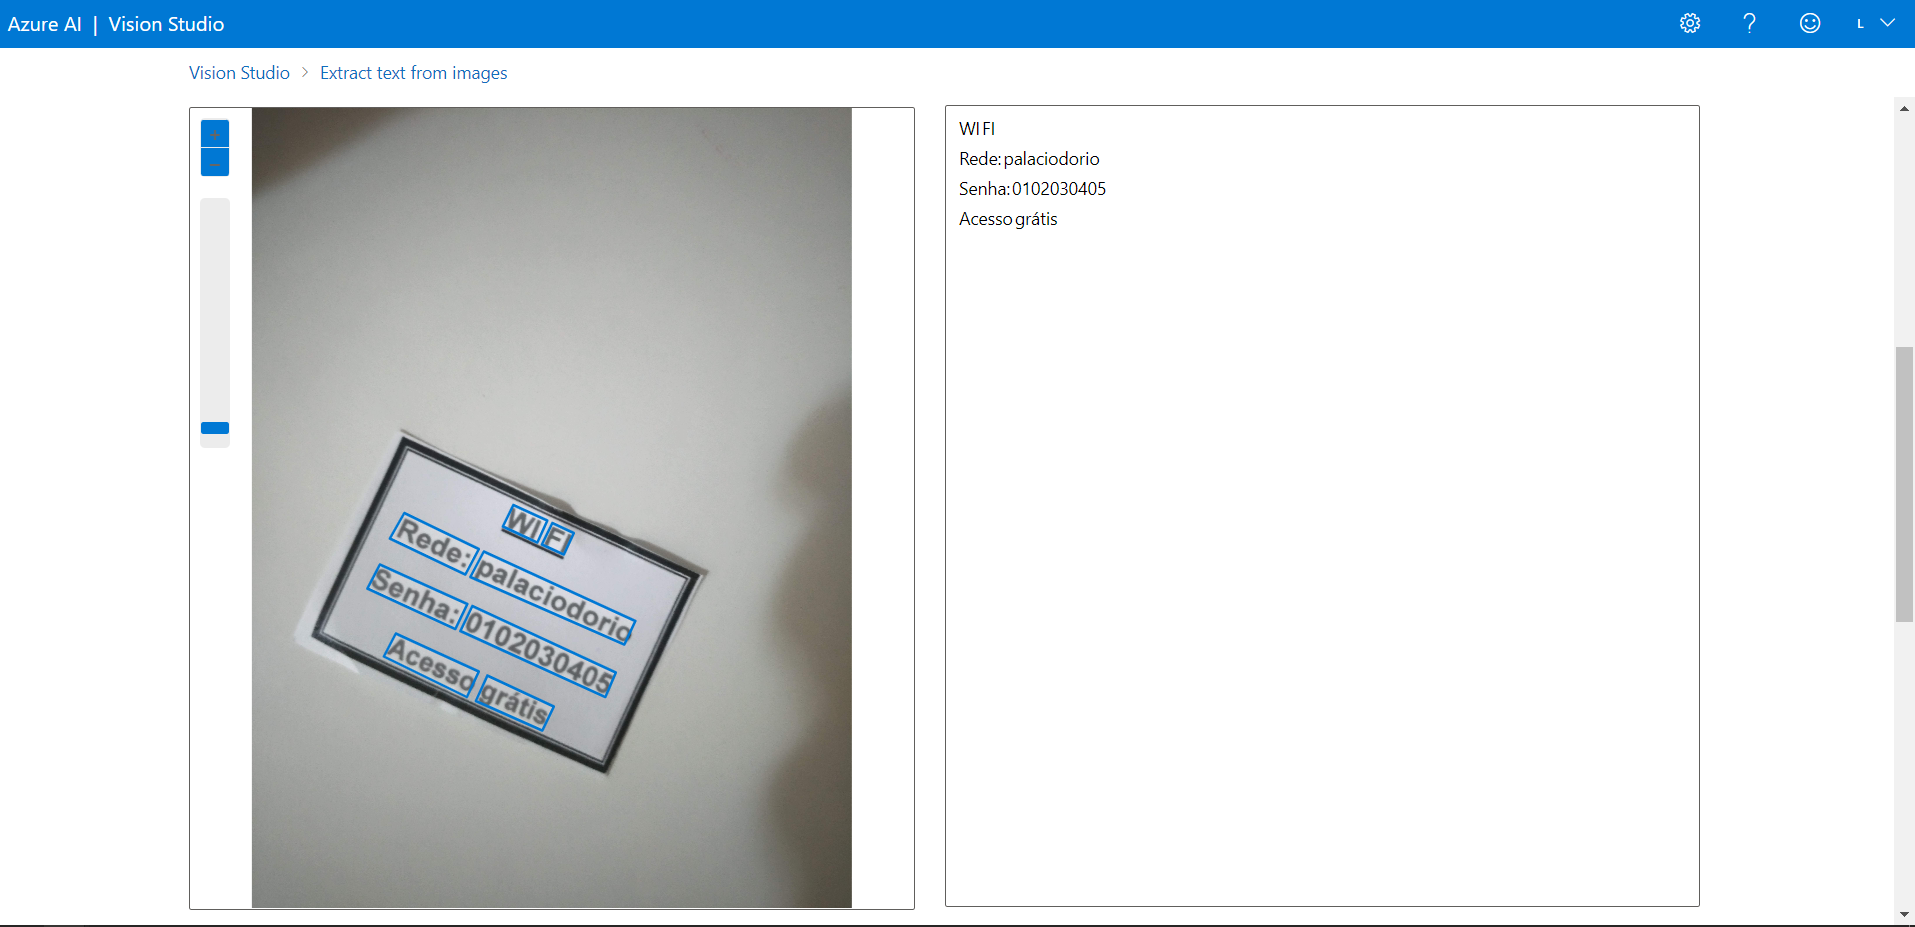 Azure AI | Vision Studio
L
Vision Studio > Extract text from images
WI FI
Rede: palaciodorio
Senha: 0102030405
Acesso grátis
WI FI
Rede: palaciodorio
Senha: 0102030405
Acesso grátis